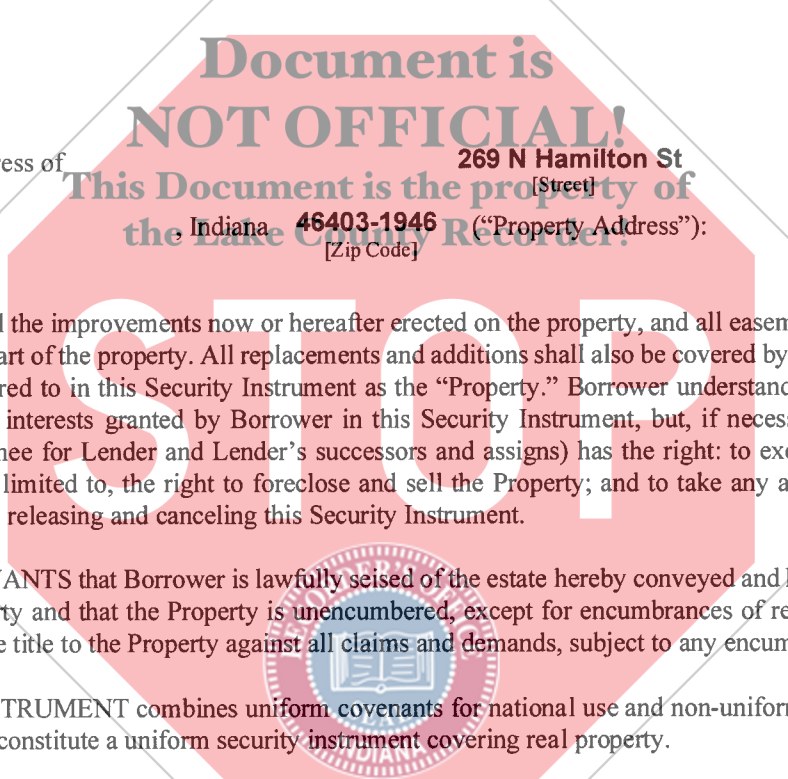 Document is
NOT OFFICIAL!
ress of
269 N Hamilton St
This Document is the property of
[Street]
, Indiana 46403-1946 ("Property Address"):
the Lake County Recorder!
[Zip Code]
l the improvements now or hereafter erected on the property, and all easem
art of the property. All replacements and additions shall also be covered by
red to in this Security Instrument as the “Property.” Borrower understand
STOP
interests granted by Borrower in this Security Instrument, but, if necess
nee for Lender and Lender’s successors and assigns) has the right: to exe
limited to, the right to foreclose and sell the Property; and to take any a
releasing and canceling this Security Instrument.
ANTS that Borrower is lawfully seised of the estate hereby conveyed and
rty and that the Property is unencumbered, except for encumbrances of re
e title to the Property against all claims and demands, subject to any encum
RECORDER'S OFFICE
INDIANA
TRUMENT combines uniform covenants for national use and non-uniform
constitute a uniform security instrument covering real property.